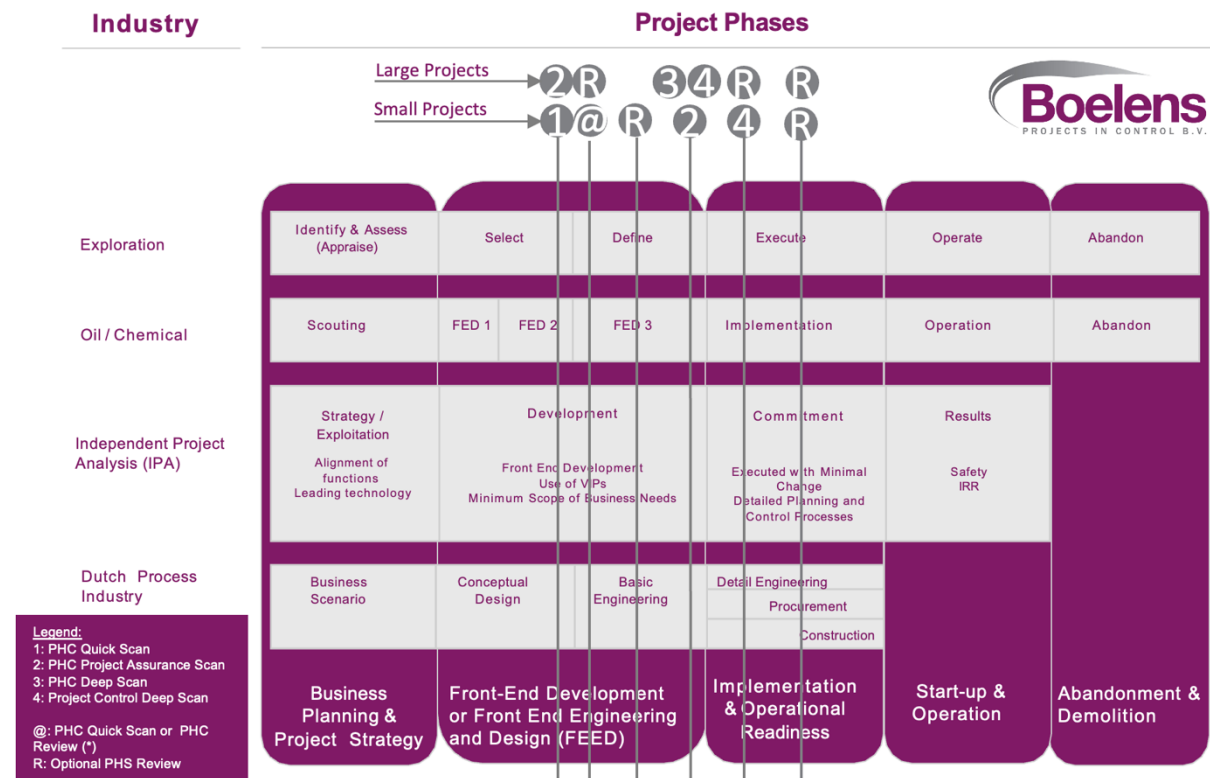 Industry
Project Phases
Large Projects
2 R 3 4 R R
Small Projects
1 @ R 2 4 R
Boelens
PROJECTS IN CONTROL B.V.
Exploration
Identify & Assess
(Appraise)
Select
Define
Execute
Operate
Abandon
Oil / Chemical
Scouting
FED 1
FED 2
FED 3
Implementation
Operation
Abandon
Independent Project
Analysis (IPA)
Strategy /
Exploitation
Alignment of
functions
Leading technology
Development
Front End Development
Use of VIPs
Minimum Scope of Business Needs
Commitment
Executed with Minimal
Change
Detailed Planning and
Control Processes
Results
Safety
IRR
Dutch Process
Industry
Business
Scenario
Conceptual
Design
Basic
Engineering
Detail Engineering
Procurement
Construction
Legend:
1: PHC Quick Scan
2: PHC Project Assurance Scan
3: PHC Deep Scan
4: Project Control Deep Scan
@: PHC Quick Scan or PHC
Review (*)
R: Optional PHS Review
Business
Planning &
Project Strategy
Front-End Development
or Front End Engineering
and Design (FEED)
Implementation
& Operational
Readiness
Start-up &
Operation
Abandonment &
Demolition